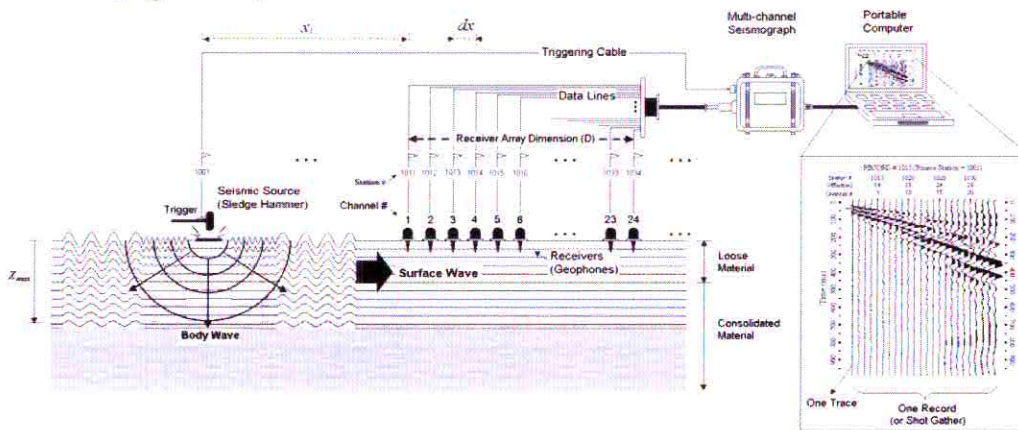 x₁
dx
Multi-channel
Seismograph
Portable
Computer
Triggering Cable
Data Lines
Receiver Array Dimension (D)
1001
1011 1012 1013 1014 1015 1016
1033 1034
Station #
Seismic Source
(Sledge Hammer)
Trigger
Channel #
1 2 3 4 5 6
23 24
Receivers
(Geophones)
Surface Wave
Loose
Material
Body Wave
Consolidated
Material
Station #
Channel #
Time (ms)
One Trace
One Record
(or Shot Gather)